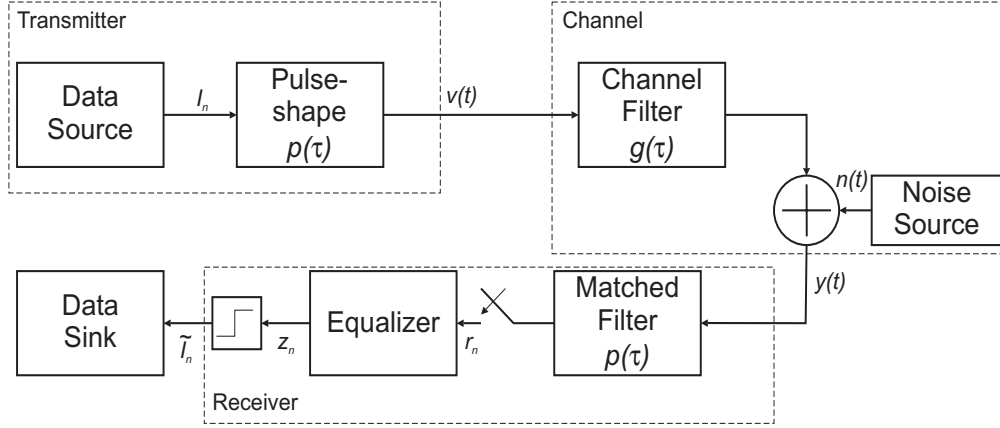 Transmitter
Channel
Data
Source
I_n
Pulse-
shape
p(τ)
v(t)
Channel
Filter
g(τ)
n(t)
Noise
Source
y(t)
Data
Sink
Ĩ_n
z_n
Equalizer
r_n
Matched
Filter
p(τ)
Receiver